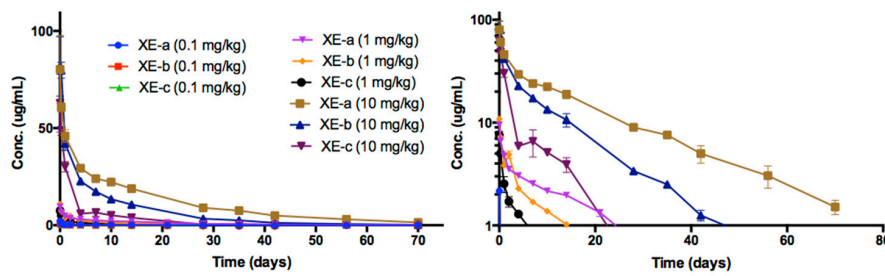 100
50
0
Conc. (ug/mL)
0 10 20 30 40 50 60 70
Time (days)
XE-a (0.1 mg/kg)
XE-b (0.1 mg/kg)
XE-c (0.1 mg/kg)
XE-a (1 mg/kg)
XE-b (1 mg/kg)
XE-c (1 mg/kg)
XE-a (10 mg/kg)
XE-b (10 mg/kg)
XE-c (10 mg/kg)
100
10
1
Conc. (ug/mL)
0 20 40 60 80
Time (days)